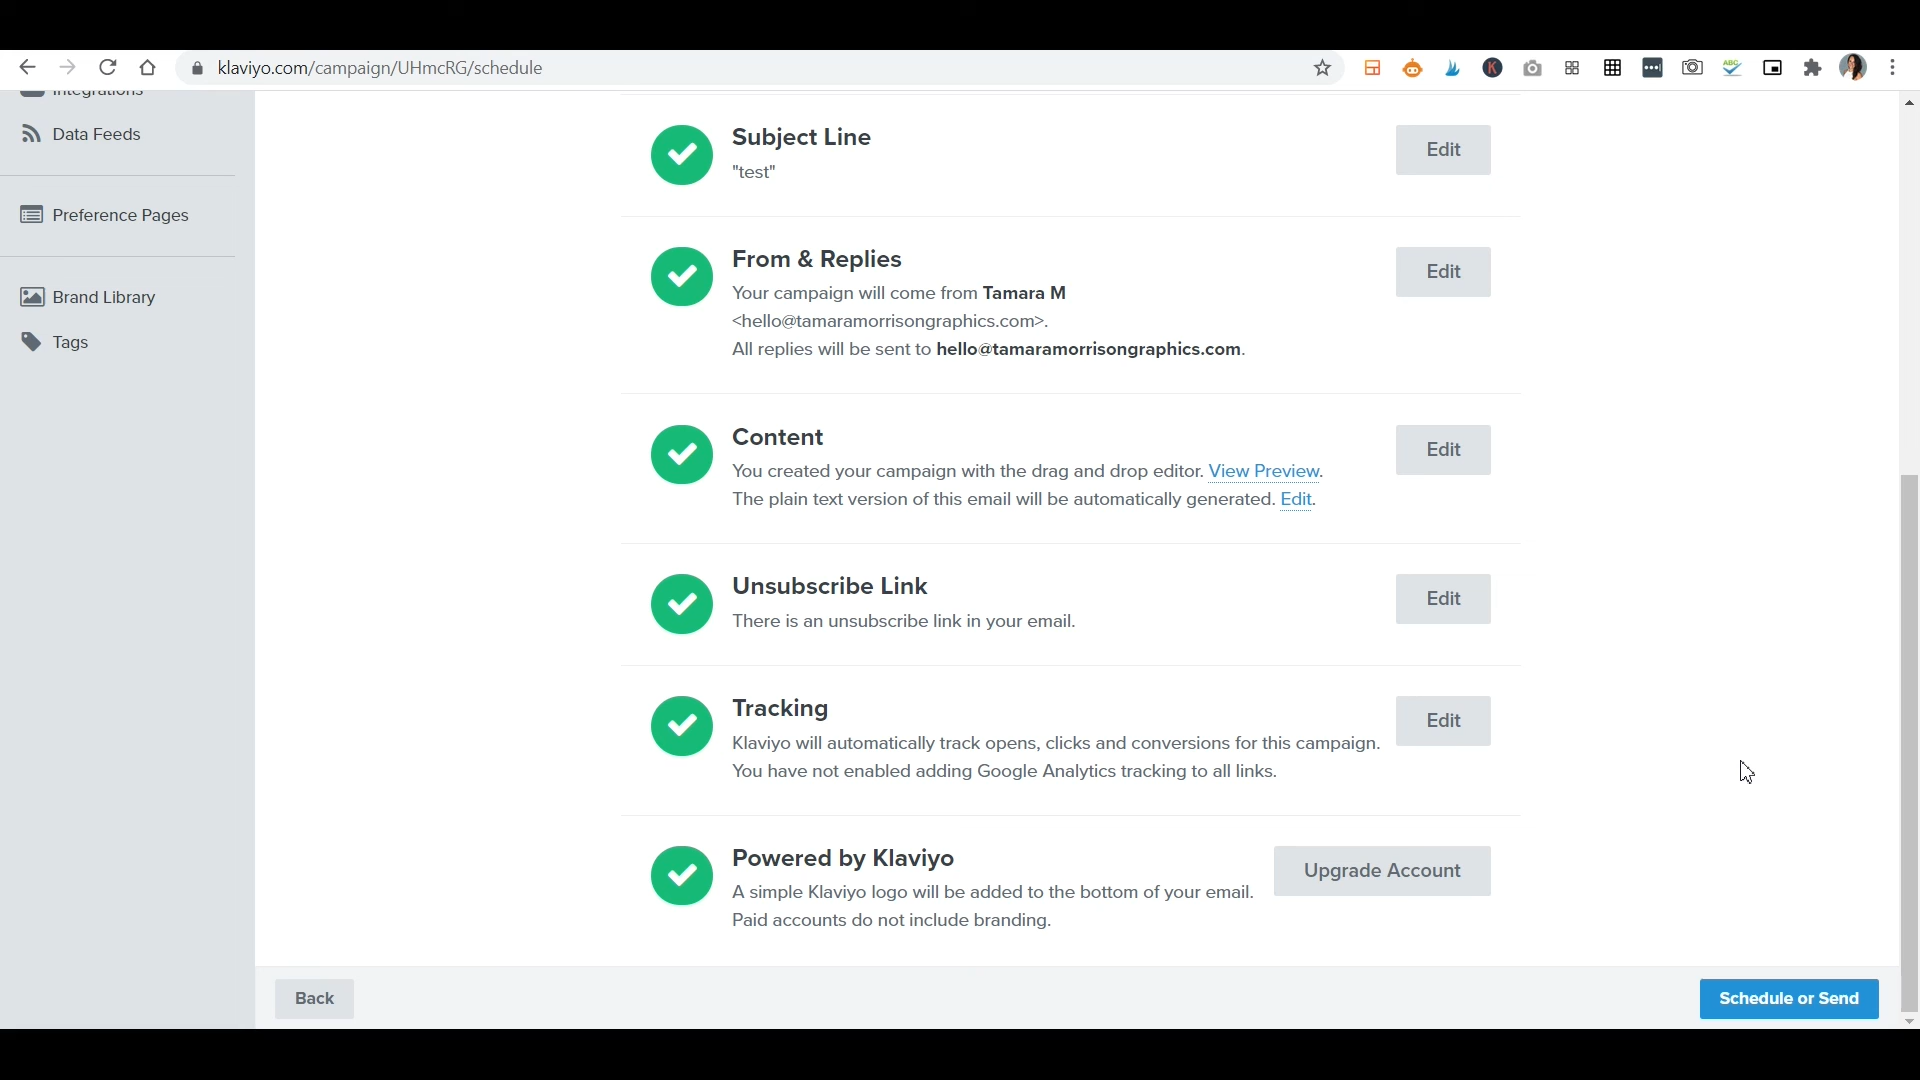 klaviyo.com/campaign/UHmcRG/schedule
ABC
K
Integrations
Data Feeds
Preference Pages
Brand Library
Tags
Subject Line
"test"
Edit
From & Replies
Your campaign will come from Tamara M
<hello@tamaramorrisongraphics.com>.
All replies will be sent to hello@tamaramorrisongraphics.com.
Edit
Content
You created your campaign with the drag and drop editor. View Preview.
The plain text version of this email will be automatically generated. Edit.
Edit
Unsubscribe Link
There is an unsubscribe link in your email.
Edit
Tracking
Klaviyo will automatically track opens, clicks and conversions for this campaign.
You have not enabled adding Google Analytics tracking to all links.
Edit
Powered by Klaviyo
A simple Klaviyo logo will be added to the bottom of your email.
Paid accounts do not include branding.
Upgrade Account
Back
Schedule or Send